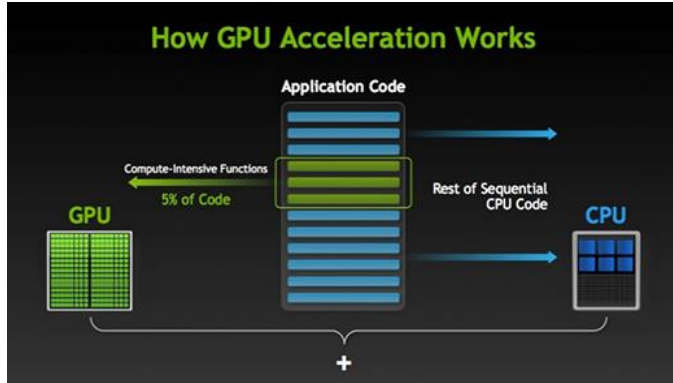 How GPU Acceleration Works
Application Code
Compute-Intensive Functions
5% of Code
Rest of Sequential
CPU Code
GPU
CPU
+